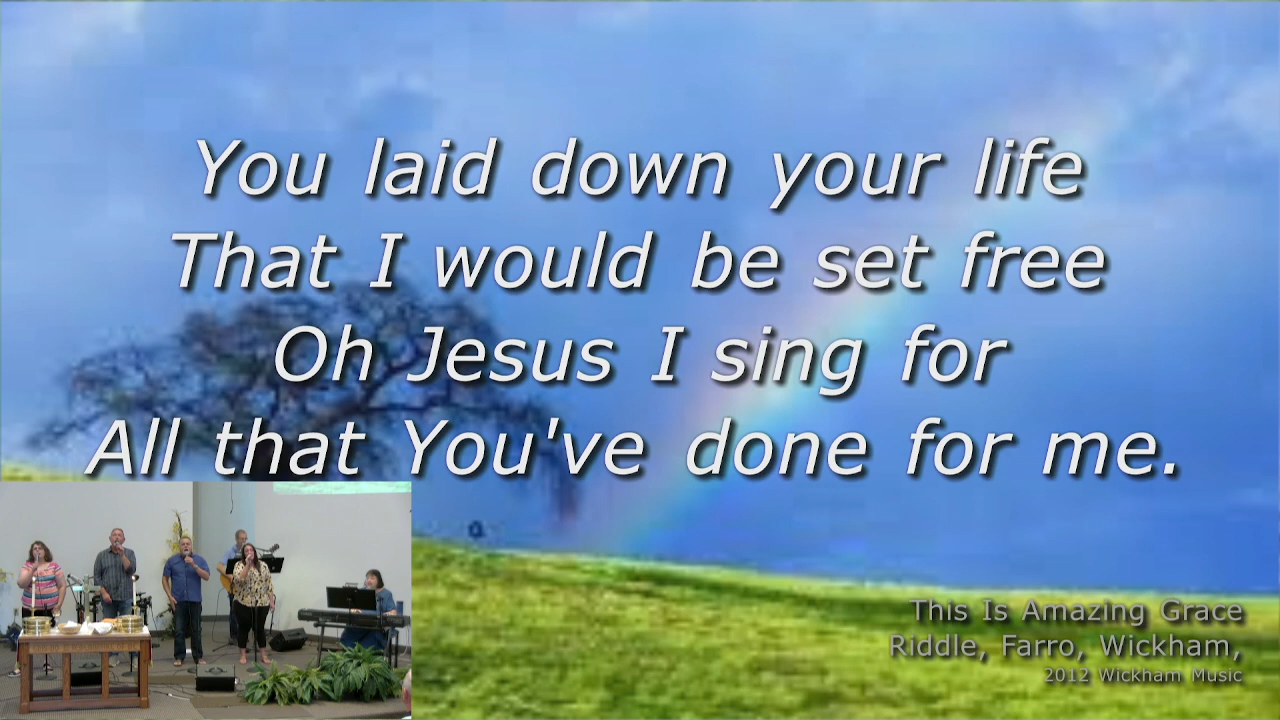 You laid down your life
That I would be set free
Oh Jesus I sing for
All that You've done for me.
This Is Amazing Grace
Riddle, Farro, Wickham,
2012 Wickham Music